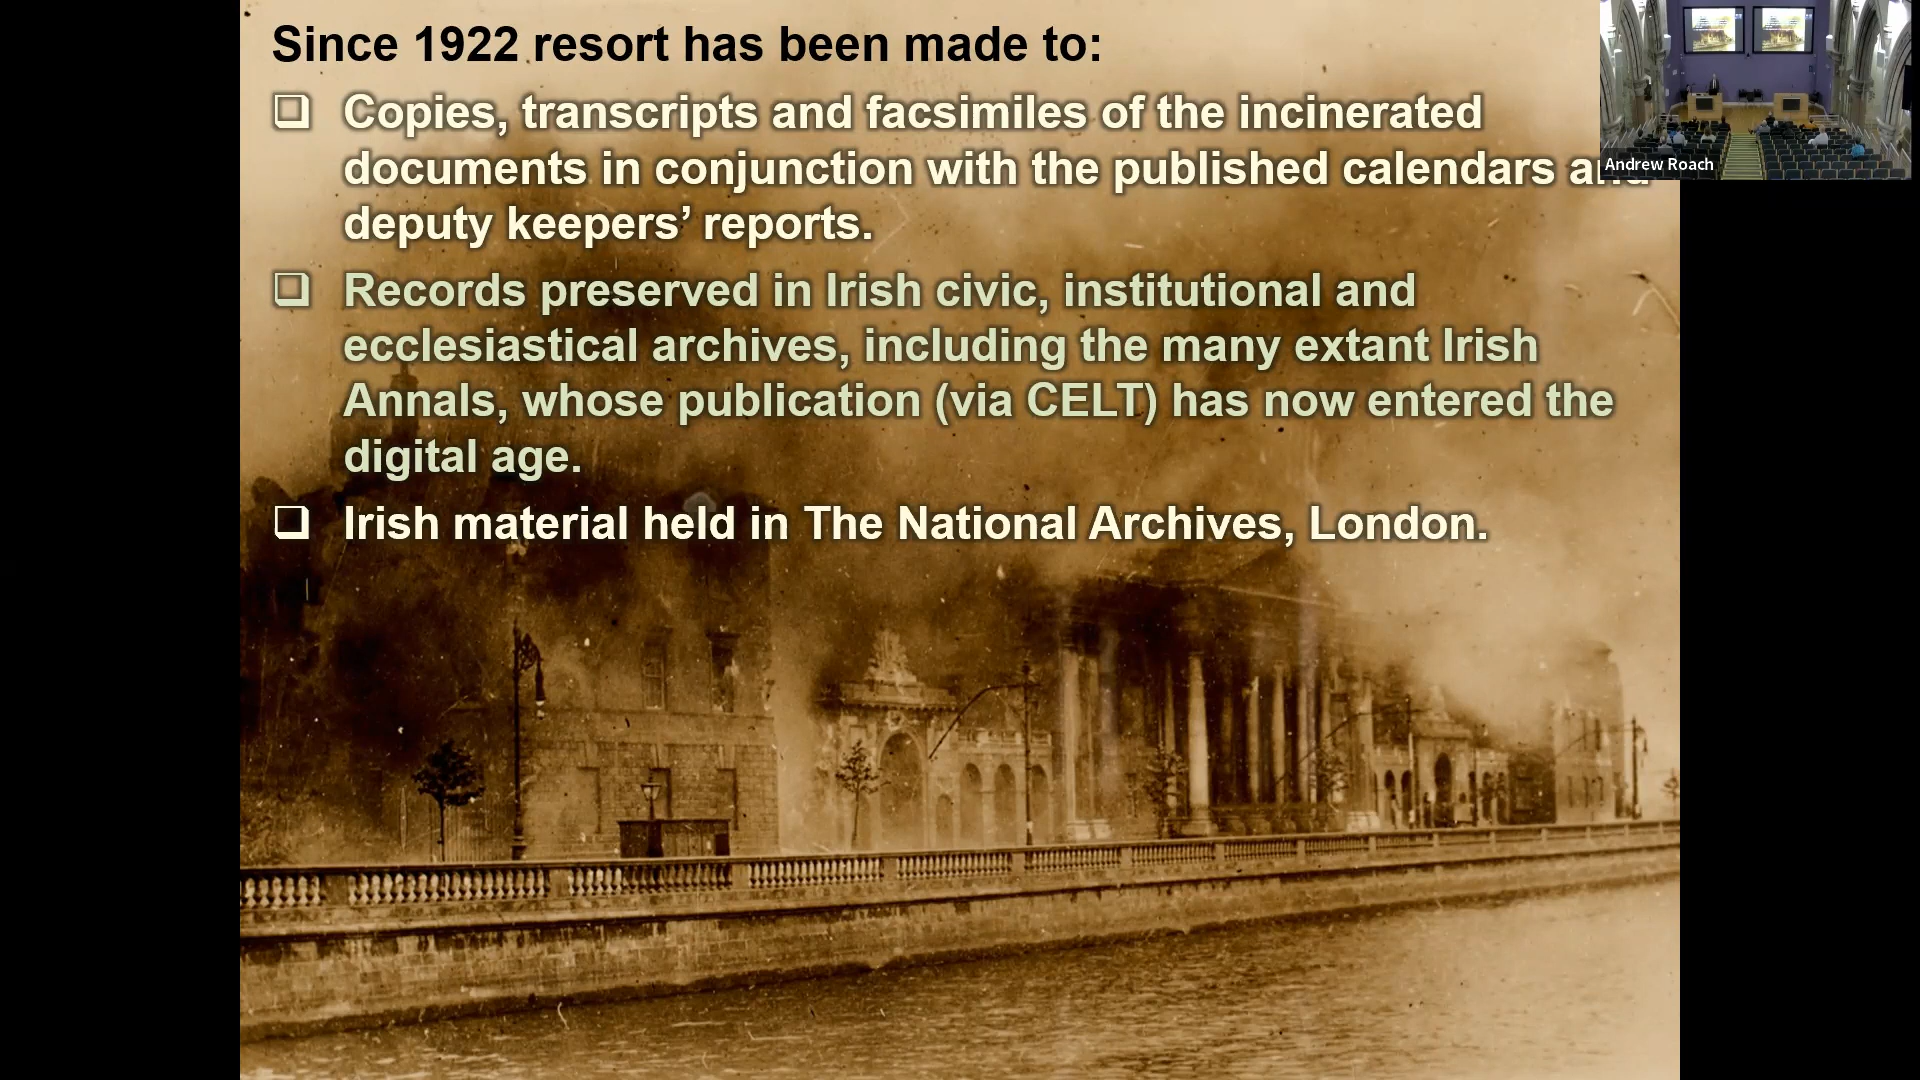 Since 1922 resort has been made to:
Copies, transcripts and facsimiles of the incinerated
documents in conjunction with the published calendars and
deputy keepers’ reports.
Records preserved in Irish civic, institutional and
ecclesiastical archives, including the many extant Irish
Annals, whose publication (via CELT) has now entered the
digital age.
Irish material held in The National Archives, London.
Andrew Roach